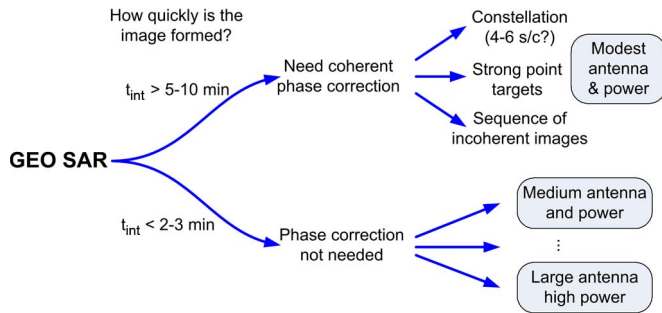 How quickly is the
image formed?
t_int > 5-10 min
GEO SAR
t_int < 2-3 min
Need coherent
phase correction
Phase correction
not needed
Constellation
(4-6 s/c?)
Strong point
targets
Sequence of
incoherent images
Modest
antenna
& power
Medium antenna
and power
⋮
Large antenna
high power